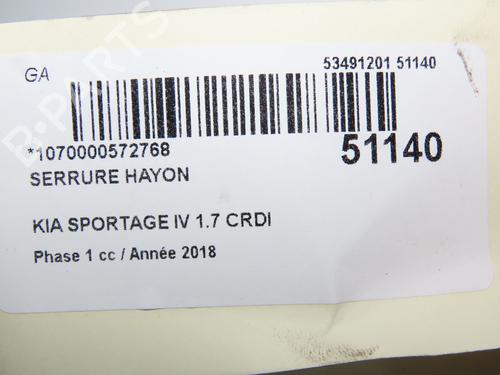 GA
53491201 51140
*1070000572768
51140
SERRURE HAYON
KIA SPORTAGE IV 1.7 CRDI
Phase 1 cc / Année 2018
B-PARTS